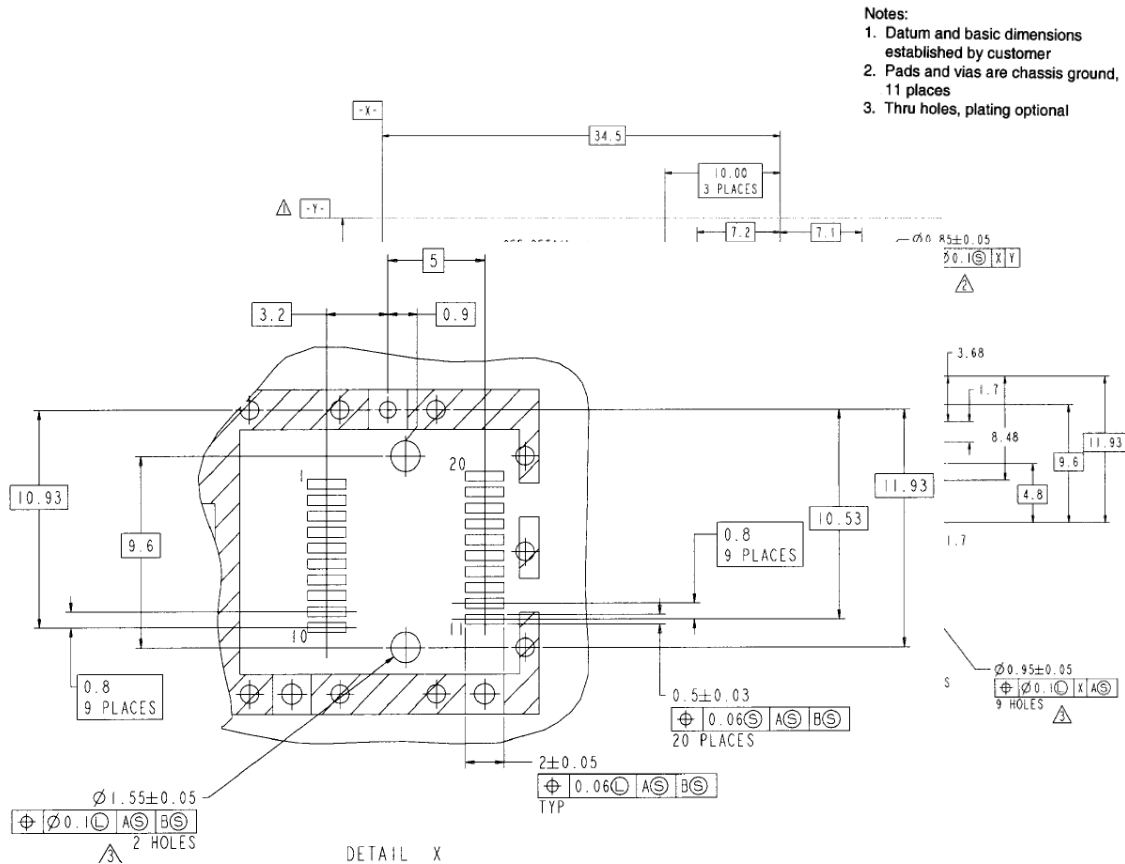 Notes:
1. Datum and basic dimensions
established by customer
2. Pads and vias are chassis ground,
11 places
3. Thru holes, plating optional
-X-
34.5
10.00
3 PLACES
1
-Y-
7.2
7.1
Ø0.85±0.05
Ø0.1Ⓢ X Y
2
5
3.2
0.9
3.68
1.7
8.48
11.93
9.6
4.8
1.7
1
20
10.93
9.6
11.93
10.53
0.8
9 PLACES
10
11
0.8
9 PLACES
0.5±0.03
⌖ 0.06Ⓢ AⓈ BⓈ
20 PLACES
2±0.05
⌖ 0.06Ⓛ AⓈ BⓈ
TYP
Ø0.95±0.05
S
⌖ Ø0.1Ⓛ X AⓈ
9 HOLES
3
Ø1.55±0.05
⌖ Ø0.1Ⓛ AⓈ BⓈ
2 HOLES
3
DETAIL X